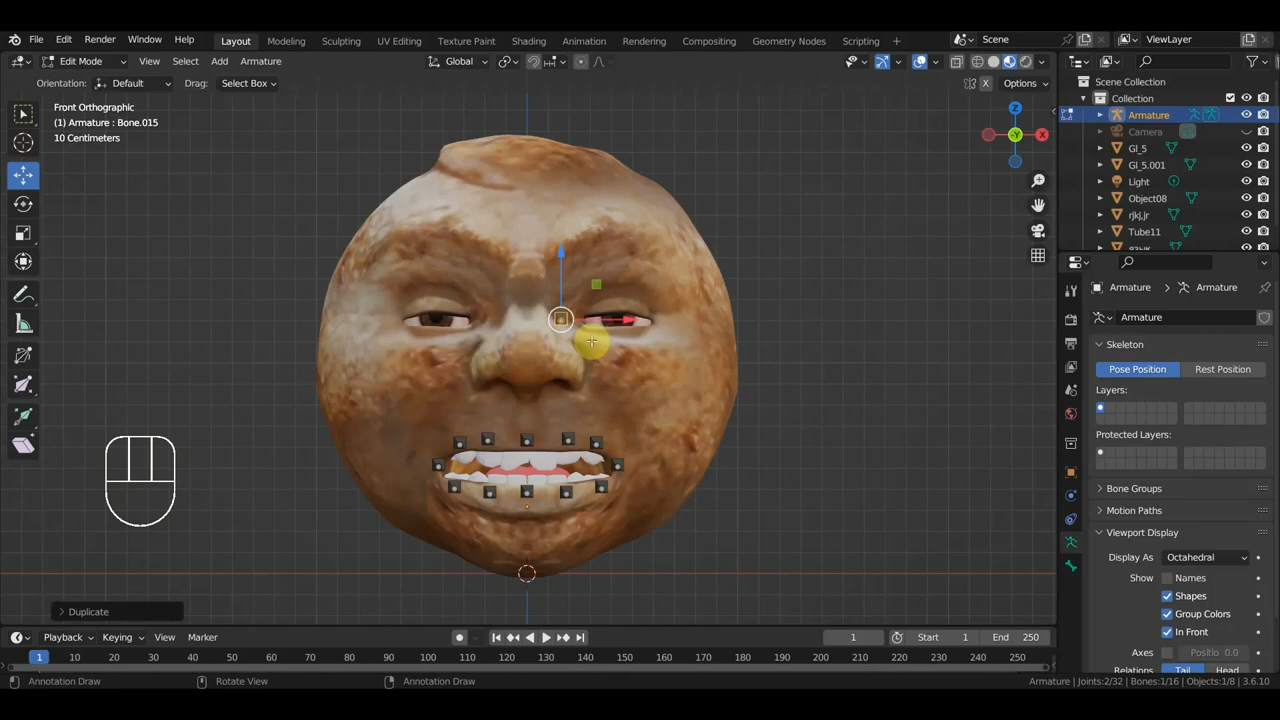 File Edit Render Window Help Layout Modeling Sculpting UV Editing Texture Paint Shading Animation Rendering Compositing Geometry Nodes Scripting + Scene ViewLayer
Edit Mode View Select Add Armature Global Options
Orientation: Default Drag: Select Box X
Front Orthographic
(1) Armature : Bone.015
10 Centimeters
Z
-Y
X
Scene Collection
Collection
Armature
Camera
Gl_5
Gl_5.001
Light
Object08
rjkj,jr
Tube11
язык
Armature Armature
Armature
Skeleton
Pose Position Rest Position
Layers:
Protected Layers:
Bone Groups
Motion Paths
Viewport Display
Display As Octahedral
Show Names
Shapes
Group Colors
In Front
Axes Positio 0.0
Relations Tail Head
Duplicate
Playback Keying View Marker 1 Start 1 End 250
1 10 20 30 40 50 60 70 80 90 100 110 120 130 140 150 160 170 180 190 200 210 220 230 240 250
Annotation Draw Rotate View Annotation Draw Armature | Joints:2/32 | Bones:1/16 | Objects:1/8 | 3.6.10